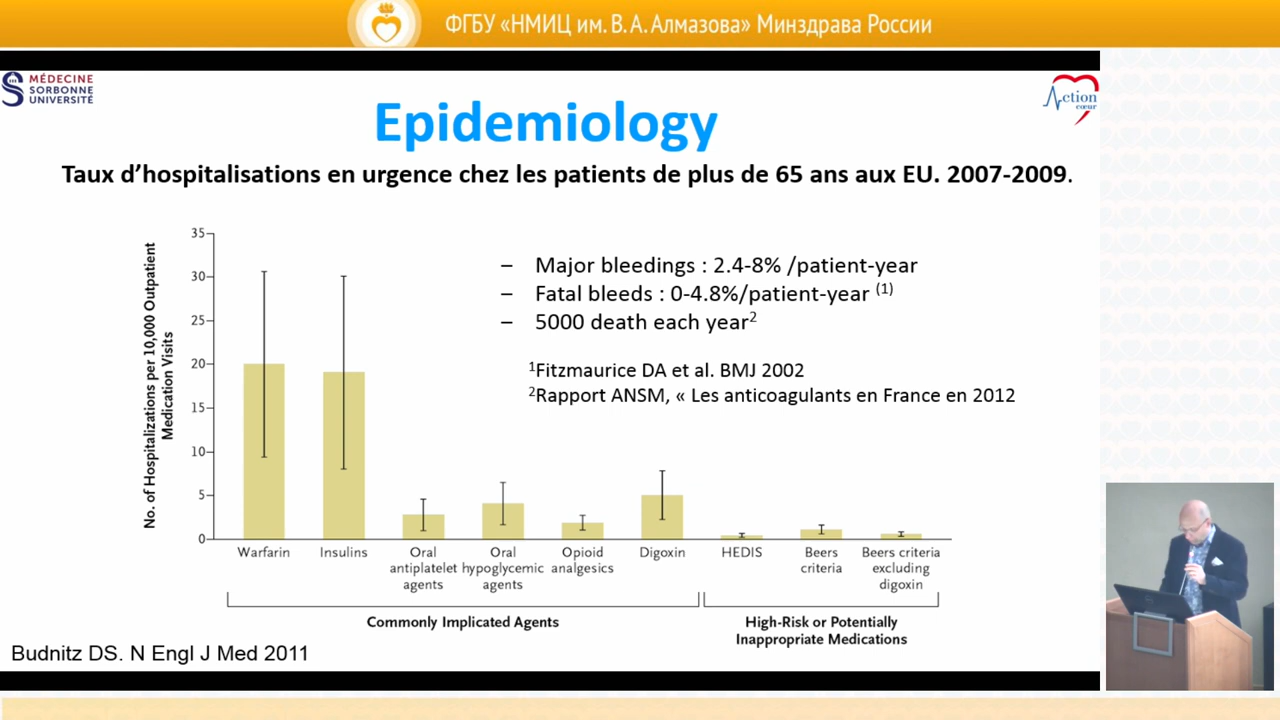 ФГБУ «НМИЦ им. В. А. Алмазова» Минздрава России
MÉDECINE
SORBONNE
UNIVERSITÉ
Action
cœur
Epidemiology
Taux d’hospitalisations en urgence chez les patients de plus de 65 ans aux EU. 2007-2009.
No. of Hospitalizations per 10,000 Outpatient
Medication Visits
35
30
25
20
15
10
5
0
– Major bleedings : 2.4-8% /patient-year
– Fatal bleeds : 0-4.8%/patient-year (1)
– 5000 death each year2
1Fitzmaurice DA et al. BMJ 2002
2Rapport ANSM, « Les anticoagulants en France en 2012
Warfarin
Insulins
Oral
antiplatelet
agents
Oral
hypoglycemic
agents
Opioid
analgesics
Digoxin
HEDIS
Beers
criteria
Beers criteria
excluding
digoxin
Commonly Implicated Agents
High-Risk or Potentially
Inappropriate Medications
Budnitz DS. N Engl J Med 2011